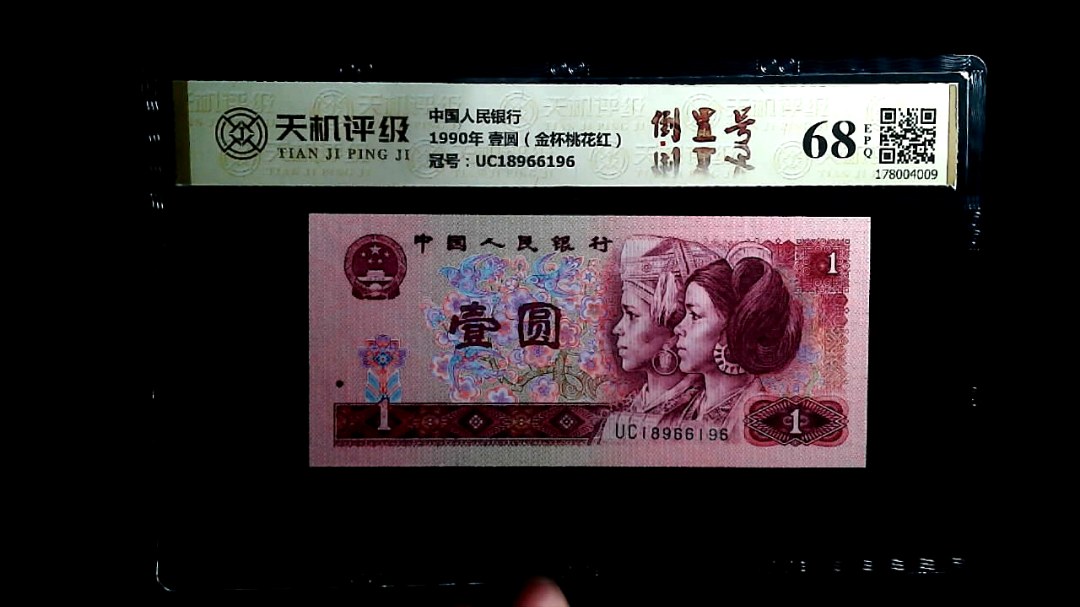 天机评级
TIAN JI PING JI
中国人民银行
1990年 壹圆（金杯桃花红）
冠号：UC18966196
倒置号
68
EPQ
178004009
中国人民银行
1
壹圆
1
UC18966196
1